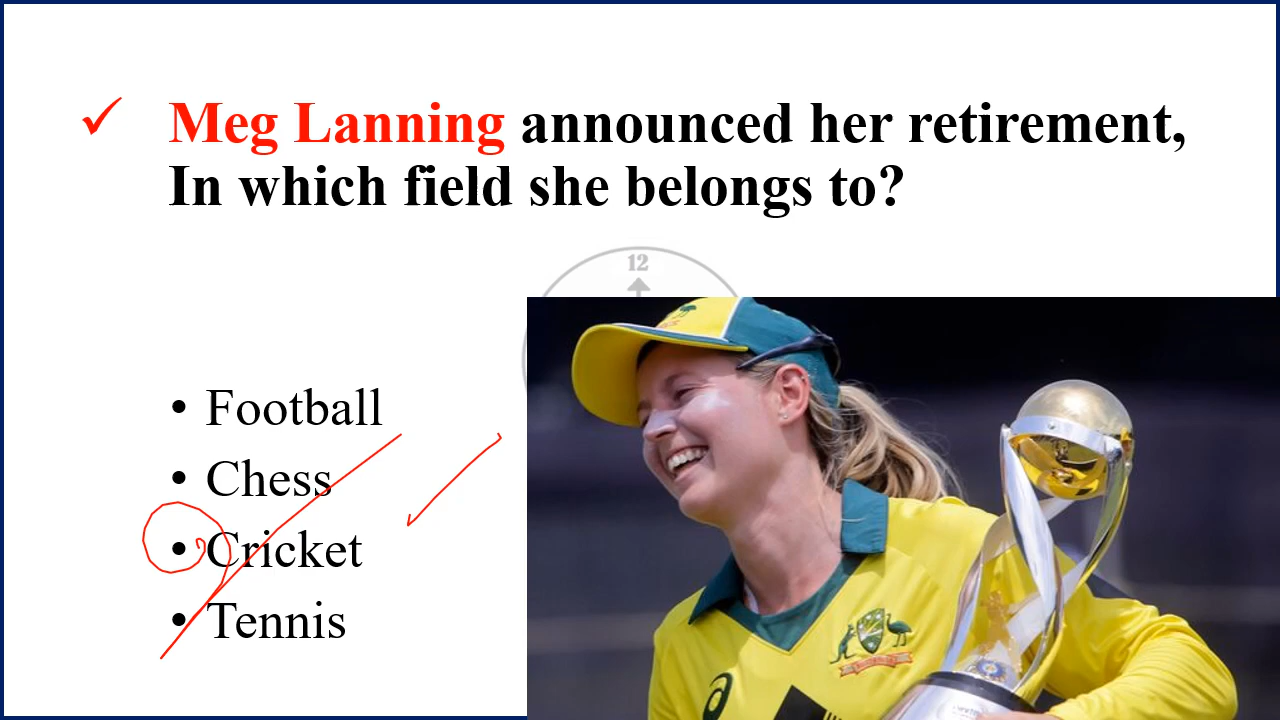 Meg Lanning announced her retirement,
In which field she belongs to?
12
• Football
• Chess
• Cricket
• Tennis